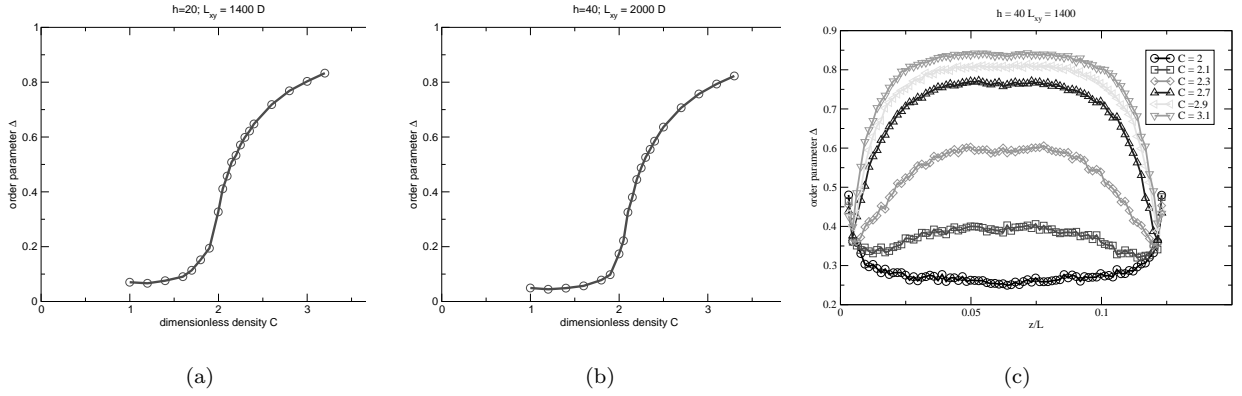 h=20; L_xy = 1400 D
1
0.8
0.6
0.4
0.2
0
order parameter Δ
0
1
2
3
dimensionless density C
(a)
h=40; L_xy = 2000 D
1
0.8
0.6
0.4
0.2
0
order parameter Δ
0
1
2
3
dimensionless density C
(b)
h = 40 L_xy = 1400
0.9
0.8
0.7
0.6
0.5
0.4
0.3
0.2
order parameter Δ
0
0.05
0.1
z/L
C = 2
C = 2.1
C = 2.3
C = 2.7
C =2.9
C = 3.1
(c)